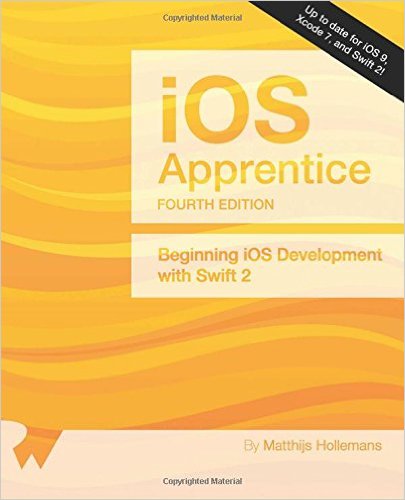 Copyrighted Material
Up to date for iOS 9,
Xcode 7, and Swift 2!
iOS
Apprentice
FOURTH EDITION
Beginning iOS Development
with Swift 2
By Matthijs Hollemans
Copyrighted Material